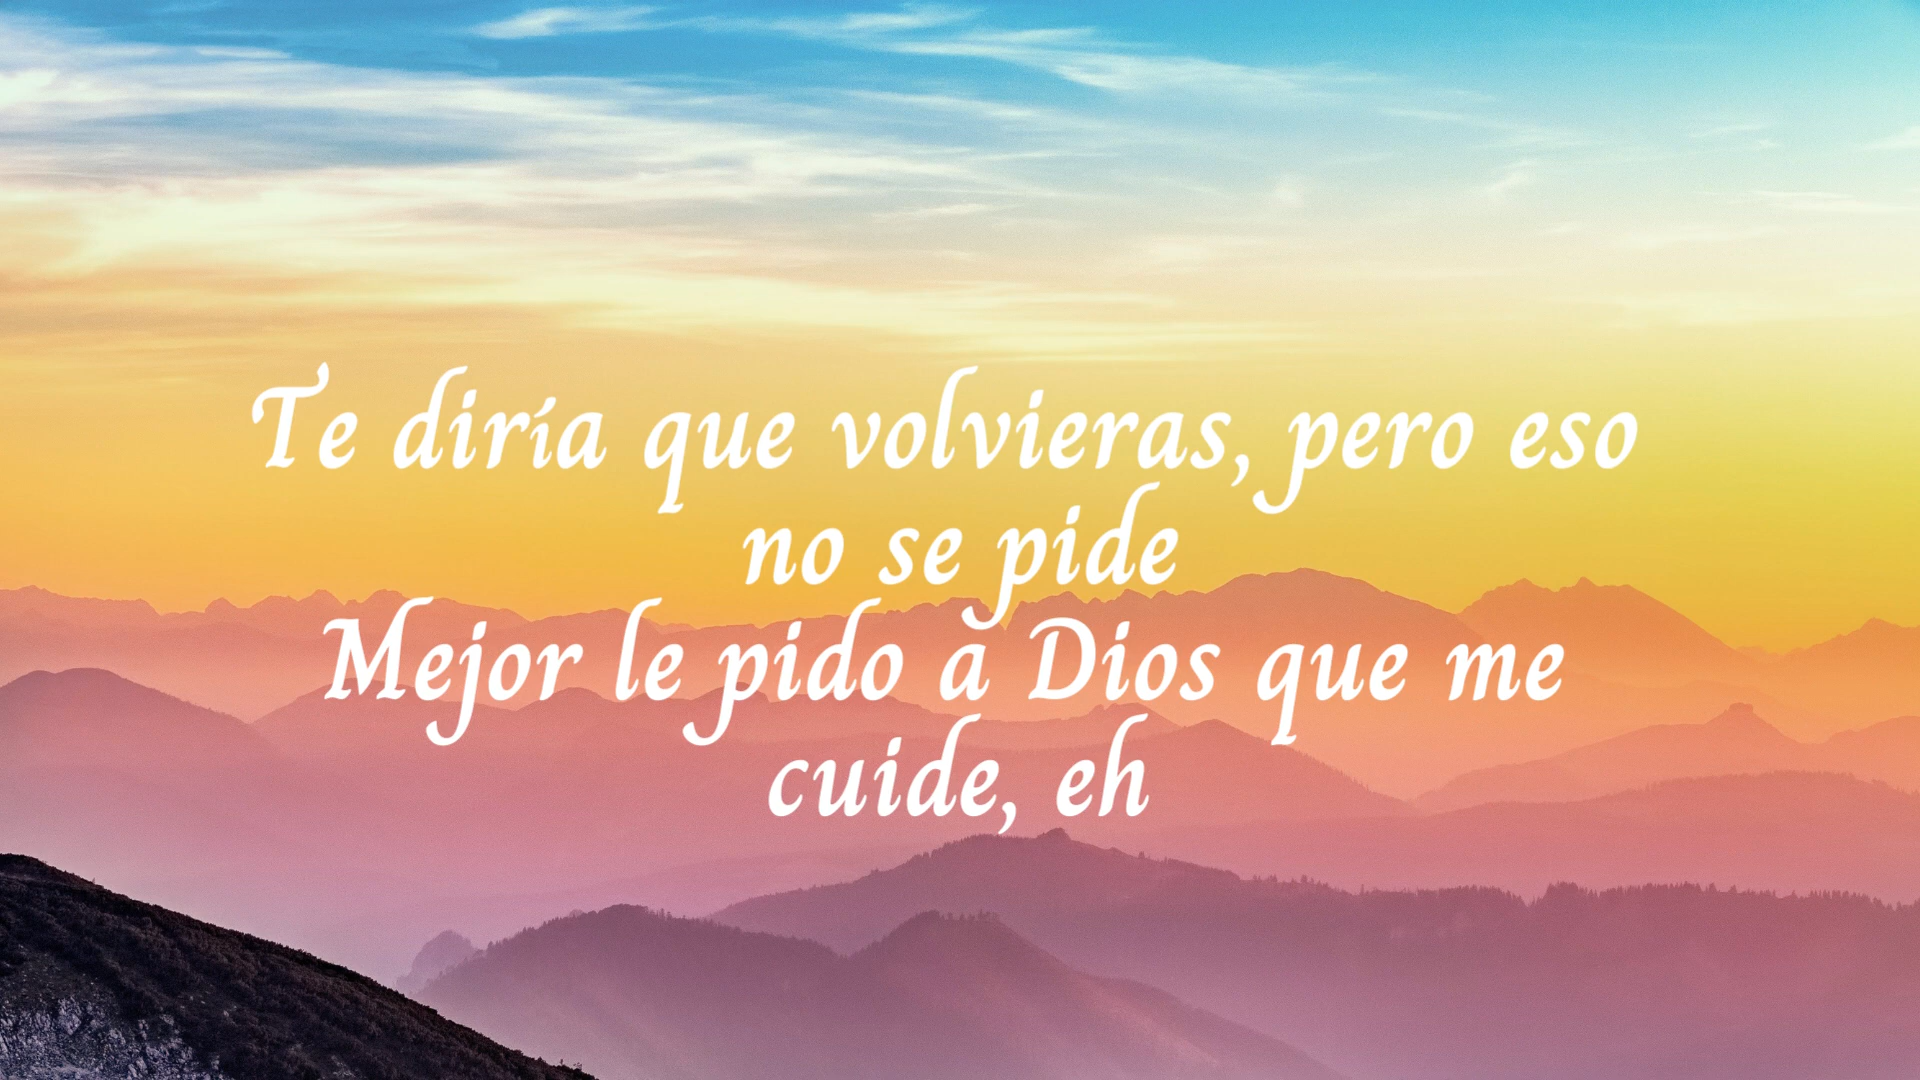 Te diría que volvieras, pero eso
no se pide
Mejor le pido a Dios que me
cuide, eh